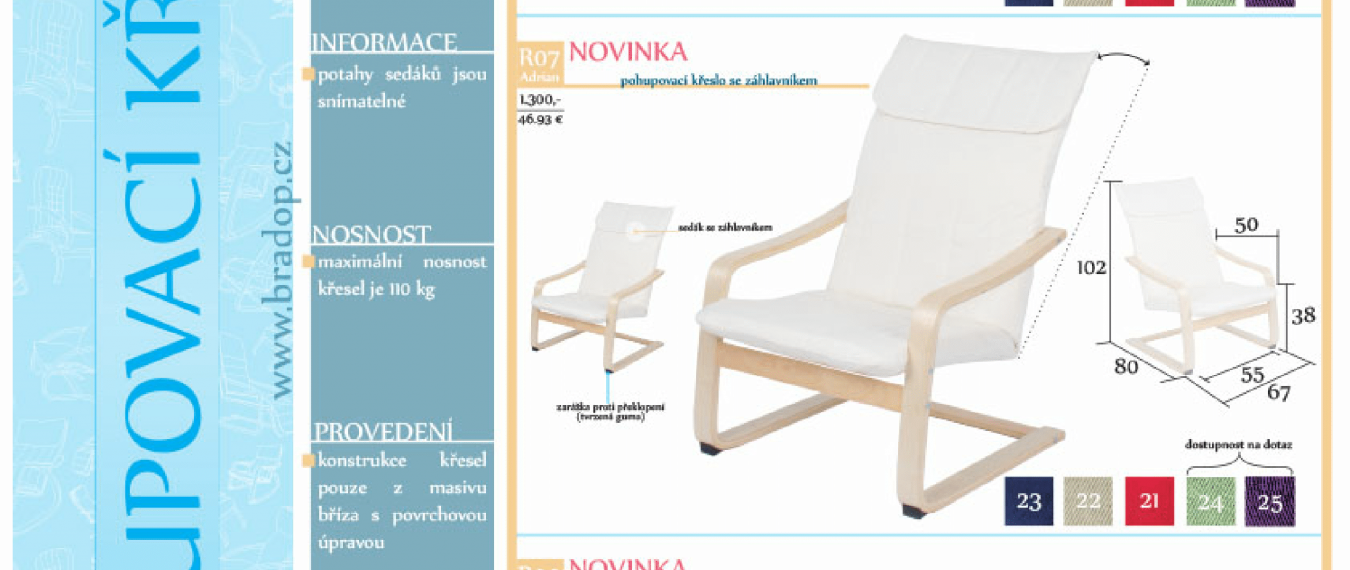 UPOVACÍ KŘ
www.bradop.cz
INFORMACE
potahy sedáků jsou
snímatelné
NOSNOST
maximální nosnost
křesel je 110 kg
PROVEDENÍ
konstrukce křesel
pouze z masivu
bříza s povrchovou
úpravou
R07
Adrian
NOVINKA
pohupovací křeslo se záhlavníkem
1.300,-
46.93 €
sedák se záhlavníkem
zarážka proti překlopení
(tvrzená guma)
102
50
38
80
55
67
dostupnost na dotaz
23 22 21 24 25
NOVINKA